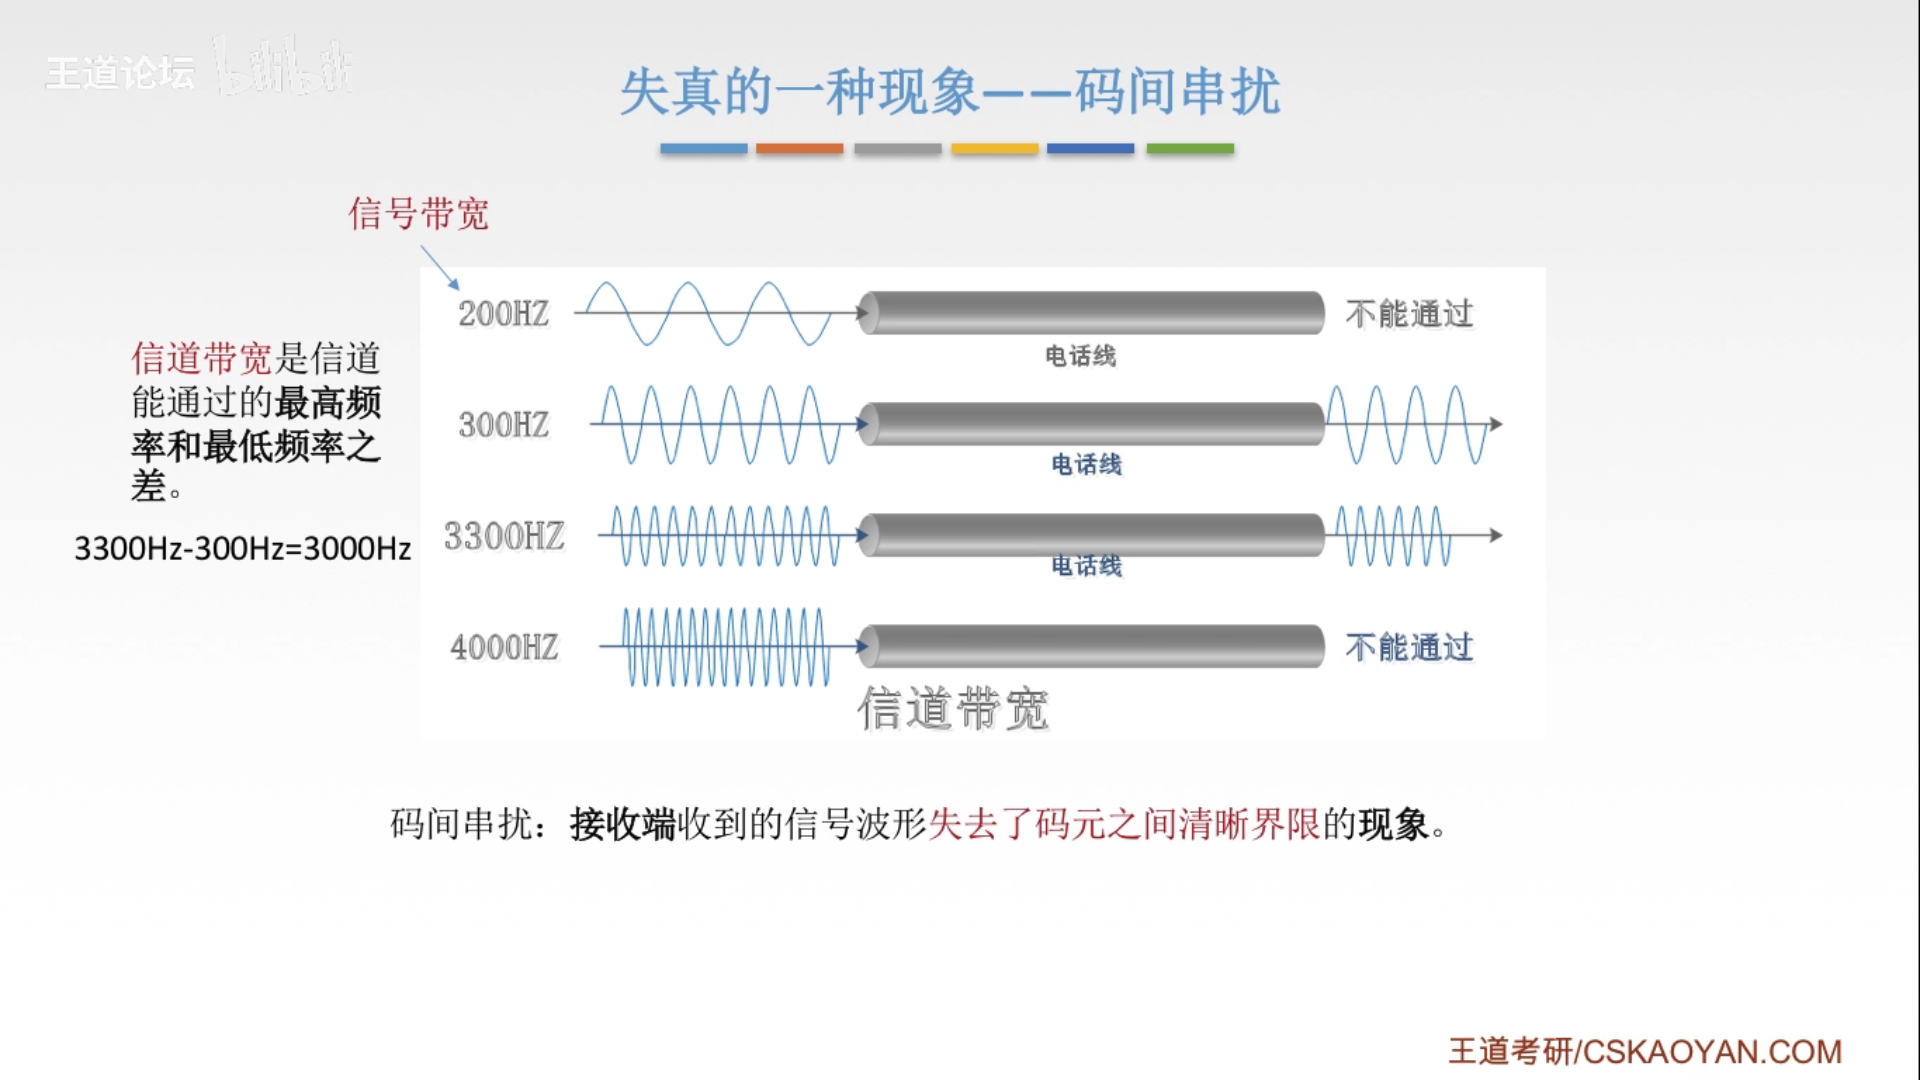 王道论坛 bilibili
失真的一种现象——码间串扰
信号带宽
信道带宽是信道
能通过的最高频
率和最低频率之
差。
3300Hz-300Hz=3000Hz
200HZ
电话线
不能通过
300HZ
电话线
3300HZ
电话线
4000HZ
不能通过
信道带宽
码间串扰：接收端收到的信号波形失去了码元之间清晰界限的现象。
王道考研/CSKAOYAN.COM